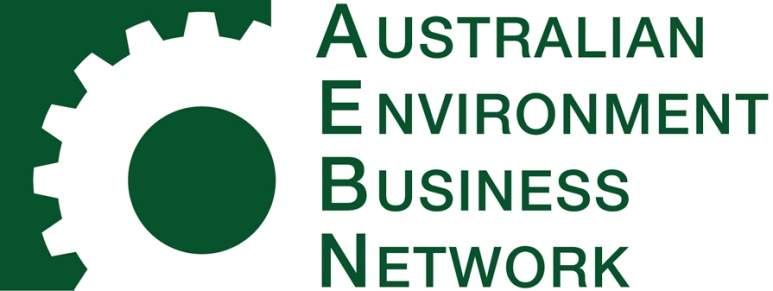 AUSTRALIAN
ENVIRONMENT
BUSINESS
NETWORK